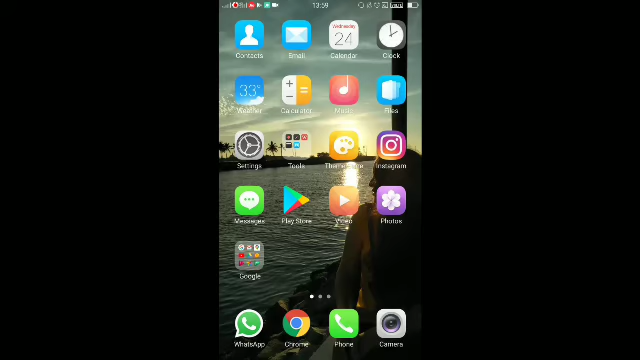 13:59
Contacts Email Calendar Clock
Wednesday
24
Weather Calculator Music Files
33°
Settings Tools Theme Store Instagram
Messages Play Store Video Photos
Google
WhatsApp Chrome Phone Camera